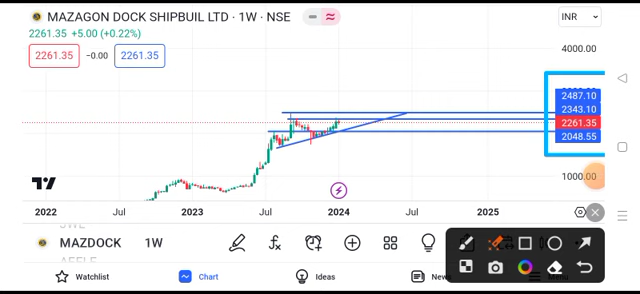 MAZAGON DOCK SHIPBUIL LTD · 1W · NSE
INR
2261.35 +5.00 (+0.22%)
2261.35 −0.00 2261.35
4000.00
2487.10
2343.10
2261.35
2048.55
1000.00
2022 Jul 2023 Jul 2024 Jul 2025
MAZDOCK 1W
Watchlist Chart Ideas News